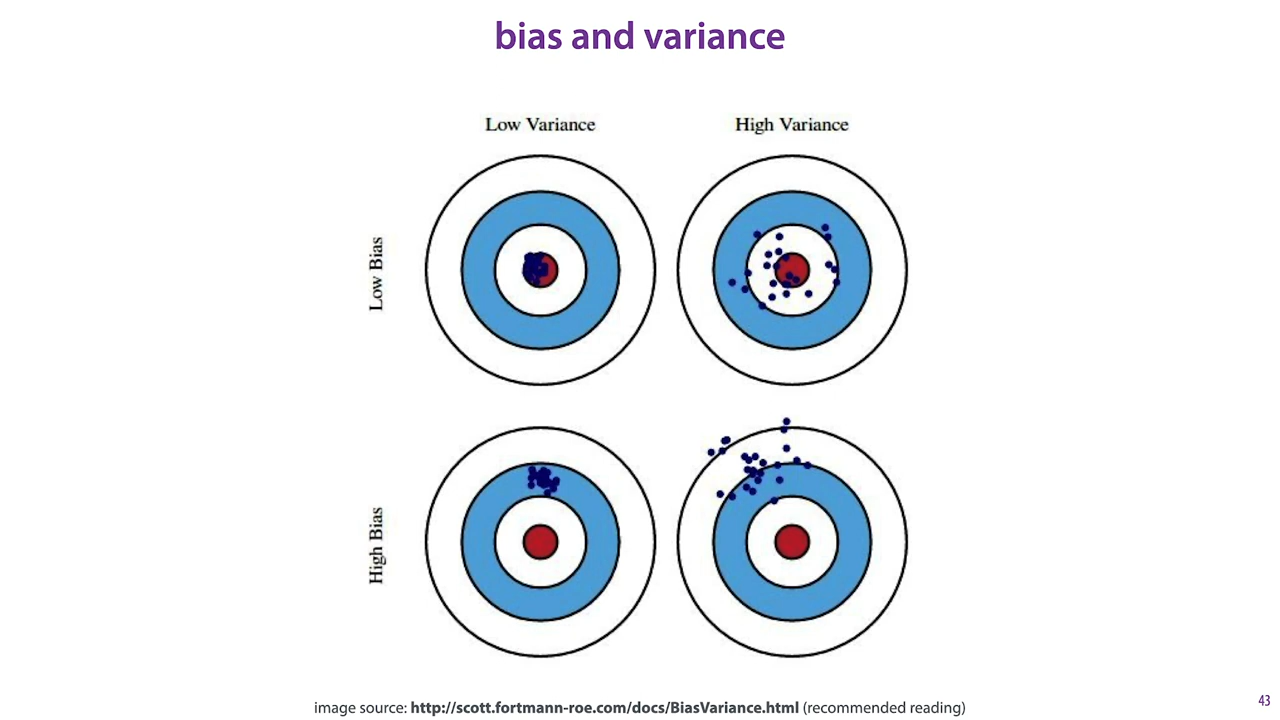 bias and variance
Low Variance
High Variance
Low Bias
High Bias
image source: http://scott.fortmann-roe.com/docs/BiasVariance.html (recommended reading)
43